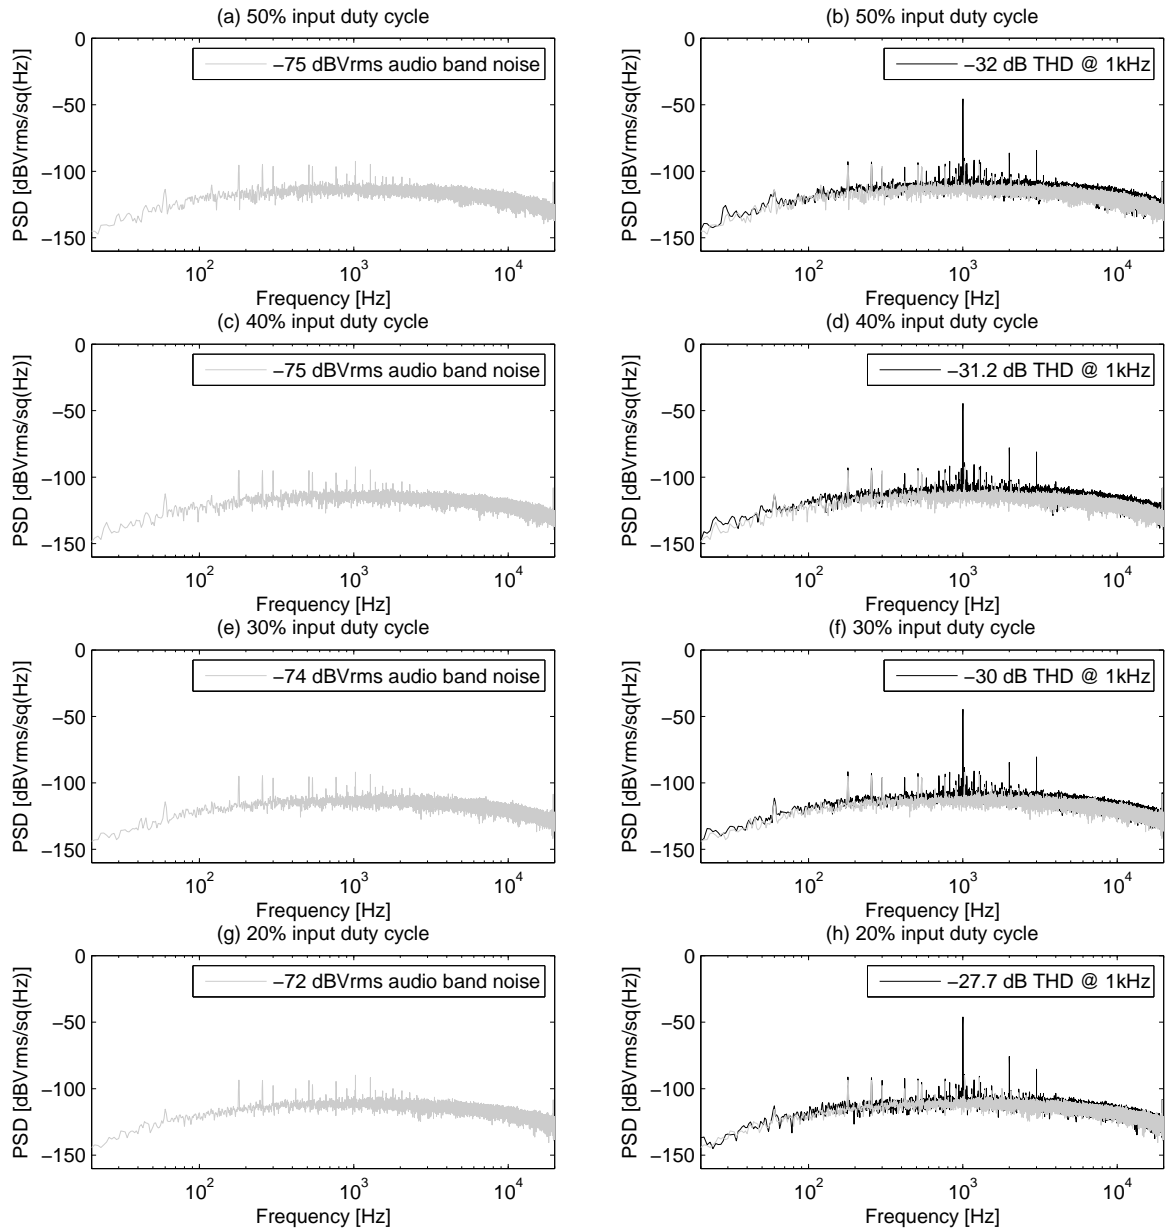 (a) 50% input duty cycle
0
−50
−100
−150
PSD [dBVrms/sq(Hz)]
−75 dBVrms audio band noise
10^2
10^3
10^4
Frequency [Hz]
(b) 50% input duty cycle
0
−50
−100
−150
PSD [dBVrms/sq(Hz)]
−32 dB THD @ 1kHz
10^2
10^3
10^4
Frequency [Hz]
(c) 40% input duty cycle
0
−50
−100
−150
PSD [dBVrms/sq(Hz)]
−75 dBVrms audio band noise
10^2
10^3
10^4
Frequency [Hz]
(d) 40% input duty cycle
0
−50
−100
−150
PSD [dBVrms/sq(Hz)]
−31.2 dB THD @ 1kHz
10^2
10^3
10^4
Frequency [Hz]
(e) 30% input duty cycle
0
−50
−100
−150
PSD [dBVrms/sq(Hz)]
−74 dBVrms audio band noise
10^2
10^3
10^4
Frequency [Hz]
(f) 30% input duty cycle
0
−50
−100
−150
PSD [dBVrms/sq(Hz)]
−30 dB THD @ 1kHz
10^2
10^3
10^4
Frequency [Hz]
(g) 20% input duty cycle
0
−50
−100
−150
PSD [dBVrms/sq(Hz)]
−72 dBVrms audio band noise
10^2
10^3
10^4
Frequency [Hz]
(h) 20% input duty cycle
0
−50
−100
−150
PSD [dBVrms/sq(Hz)]
−27.7 dB THD @ 1kHz
10^2
10^3
10^4
Frequency [Hz]